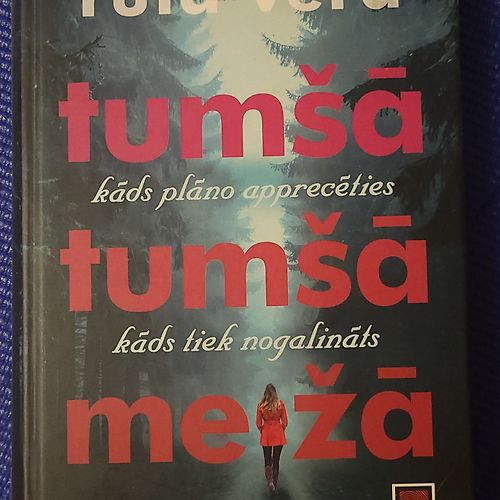 tumšā
kāds plāno apprecēties
tumšā
kāds tiek nogalināts
mežā